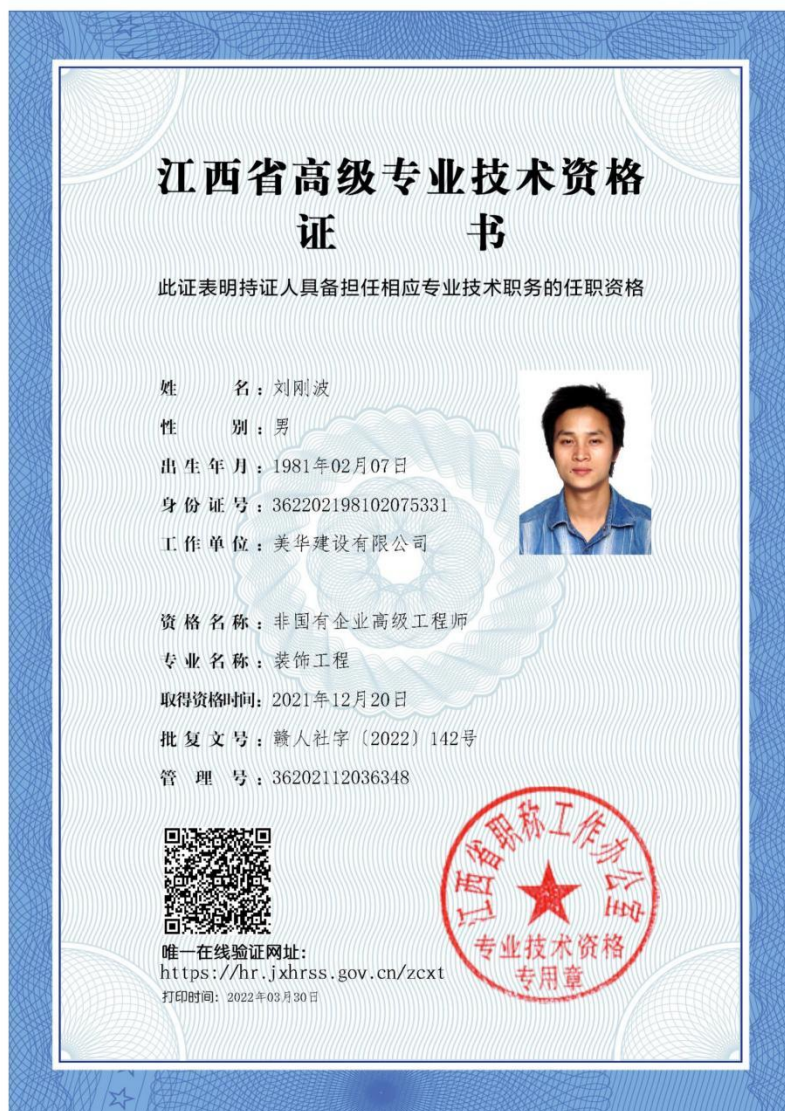 江西省高级专业技术资格
证 书
此证表明持证人具备担任相应专业技术职务的任职资格
姓 名：刘刚波
性 别：男
出生年月：1981年02月07日
身份证号：362202198102075331
工作单位：美华建设有限公司
资格名称：非国有企业高级工程师
专业名称：装饰工程
取得资格时间：2021年12月20日
批复文号：赣人社字〔2022〕142号
管 理 号：36202112036348
江西省职称工作办公室
专业技术资格
专用章
唯一在线验证网址：
https://hr.jxhrss.gov.cn/zcxt
打印时间：2022年03月30日